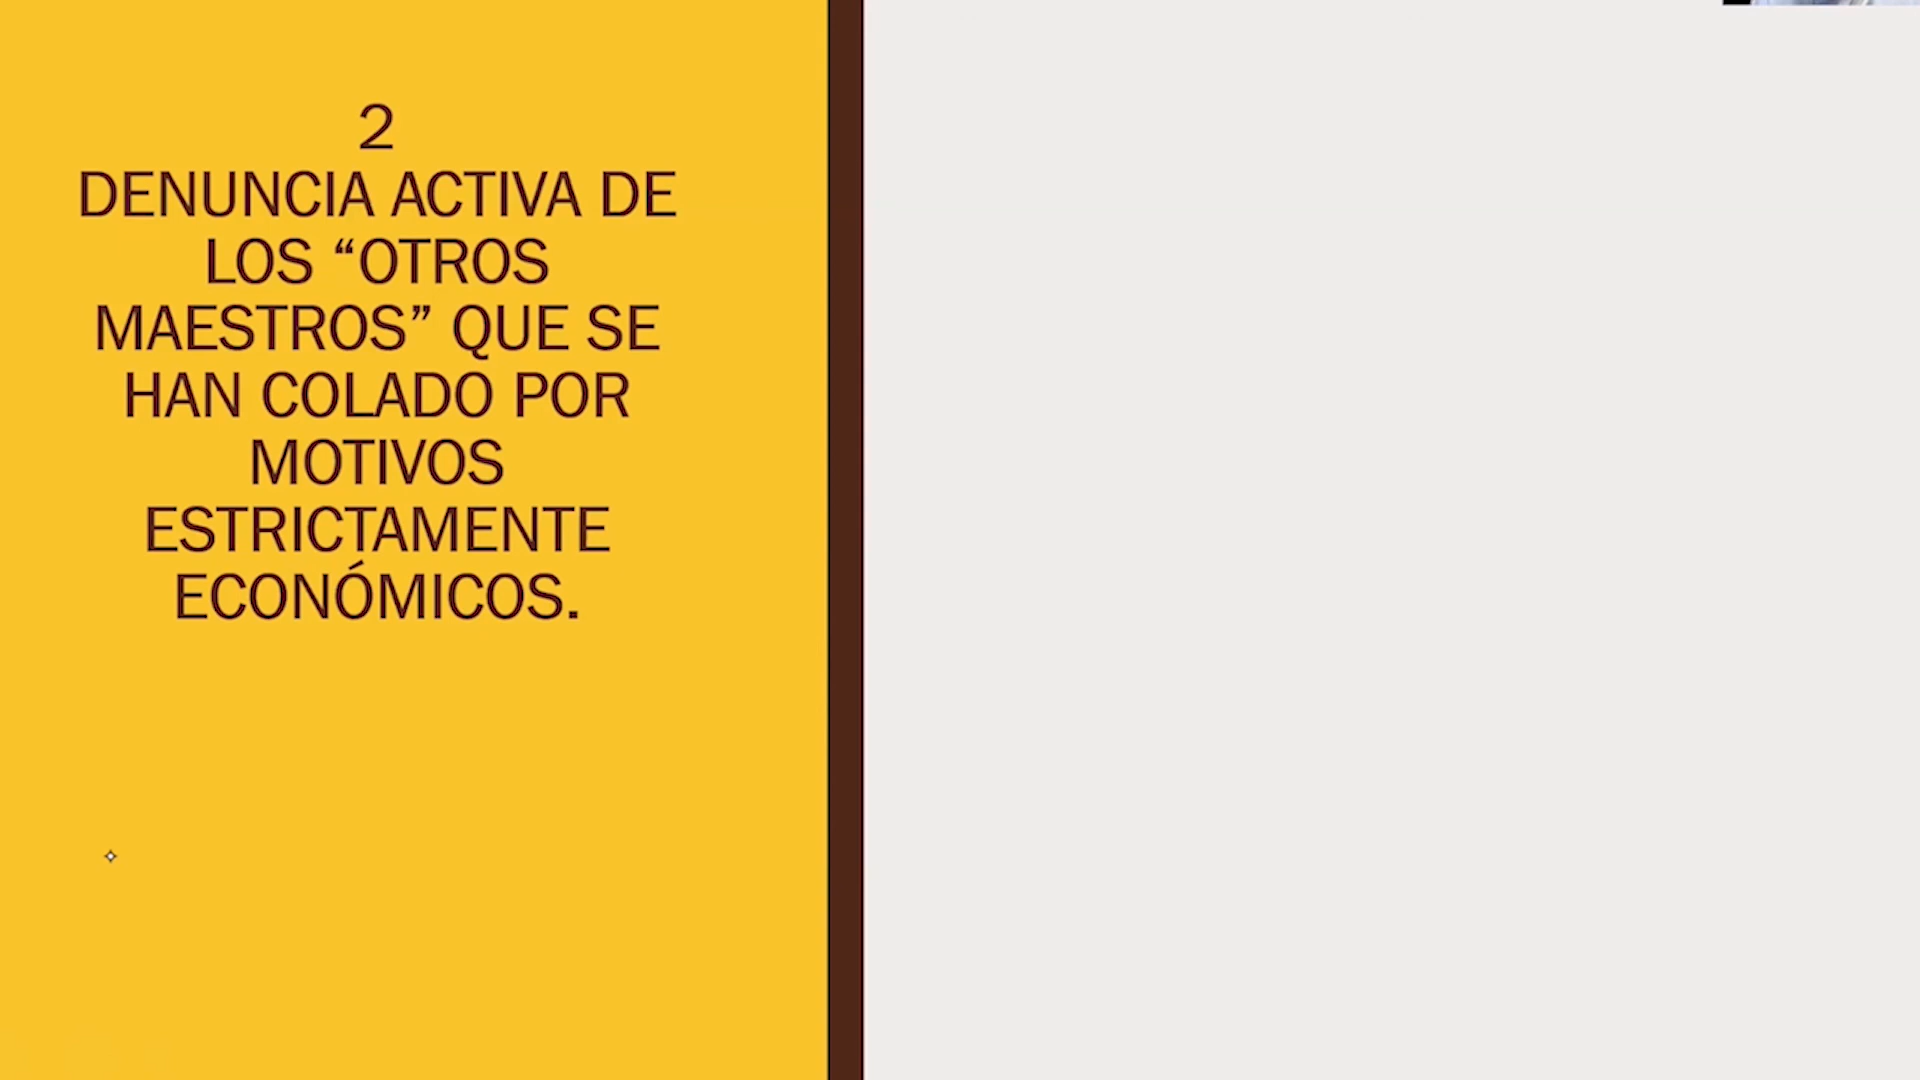 2
DENUNCIA ACTIVA DE
LOS “OTROS
MAESTROS” QUE SE
HAN COLADO POR
MOTIVOS
ESTRICTAMENTE
ECONÓMICOS.